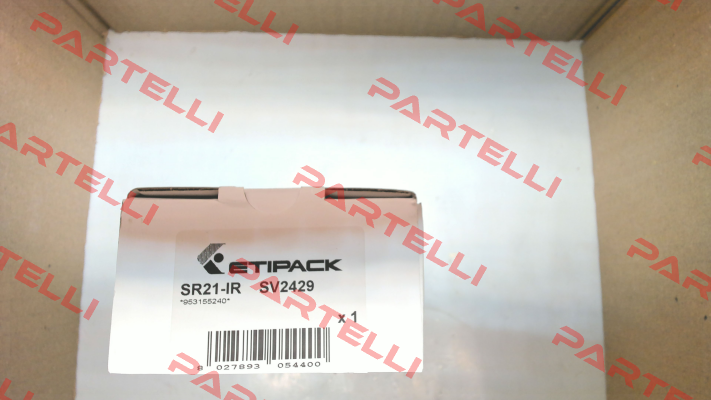 ETIPACK
SR21-IR SV2429
*953155240*
x 1
8 027893 054400
PARTELLI
PARTELLI
PARTELLI
PARTELLI
PARTELLI
PARTELLI
PARTELLI
PARTELLI